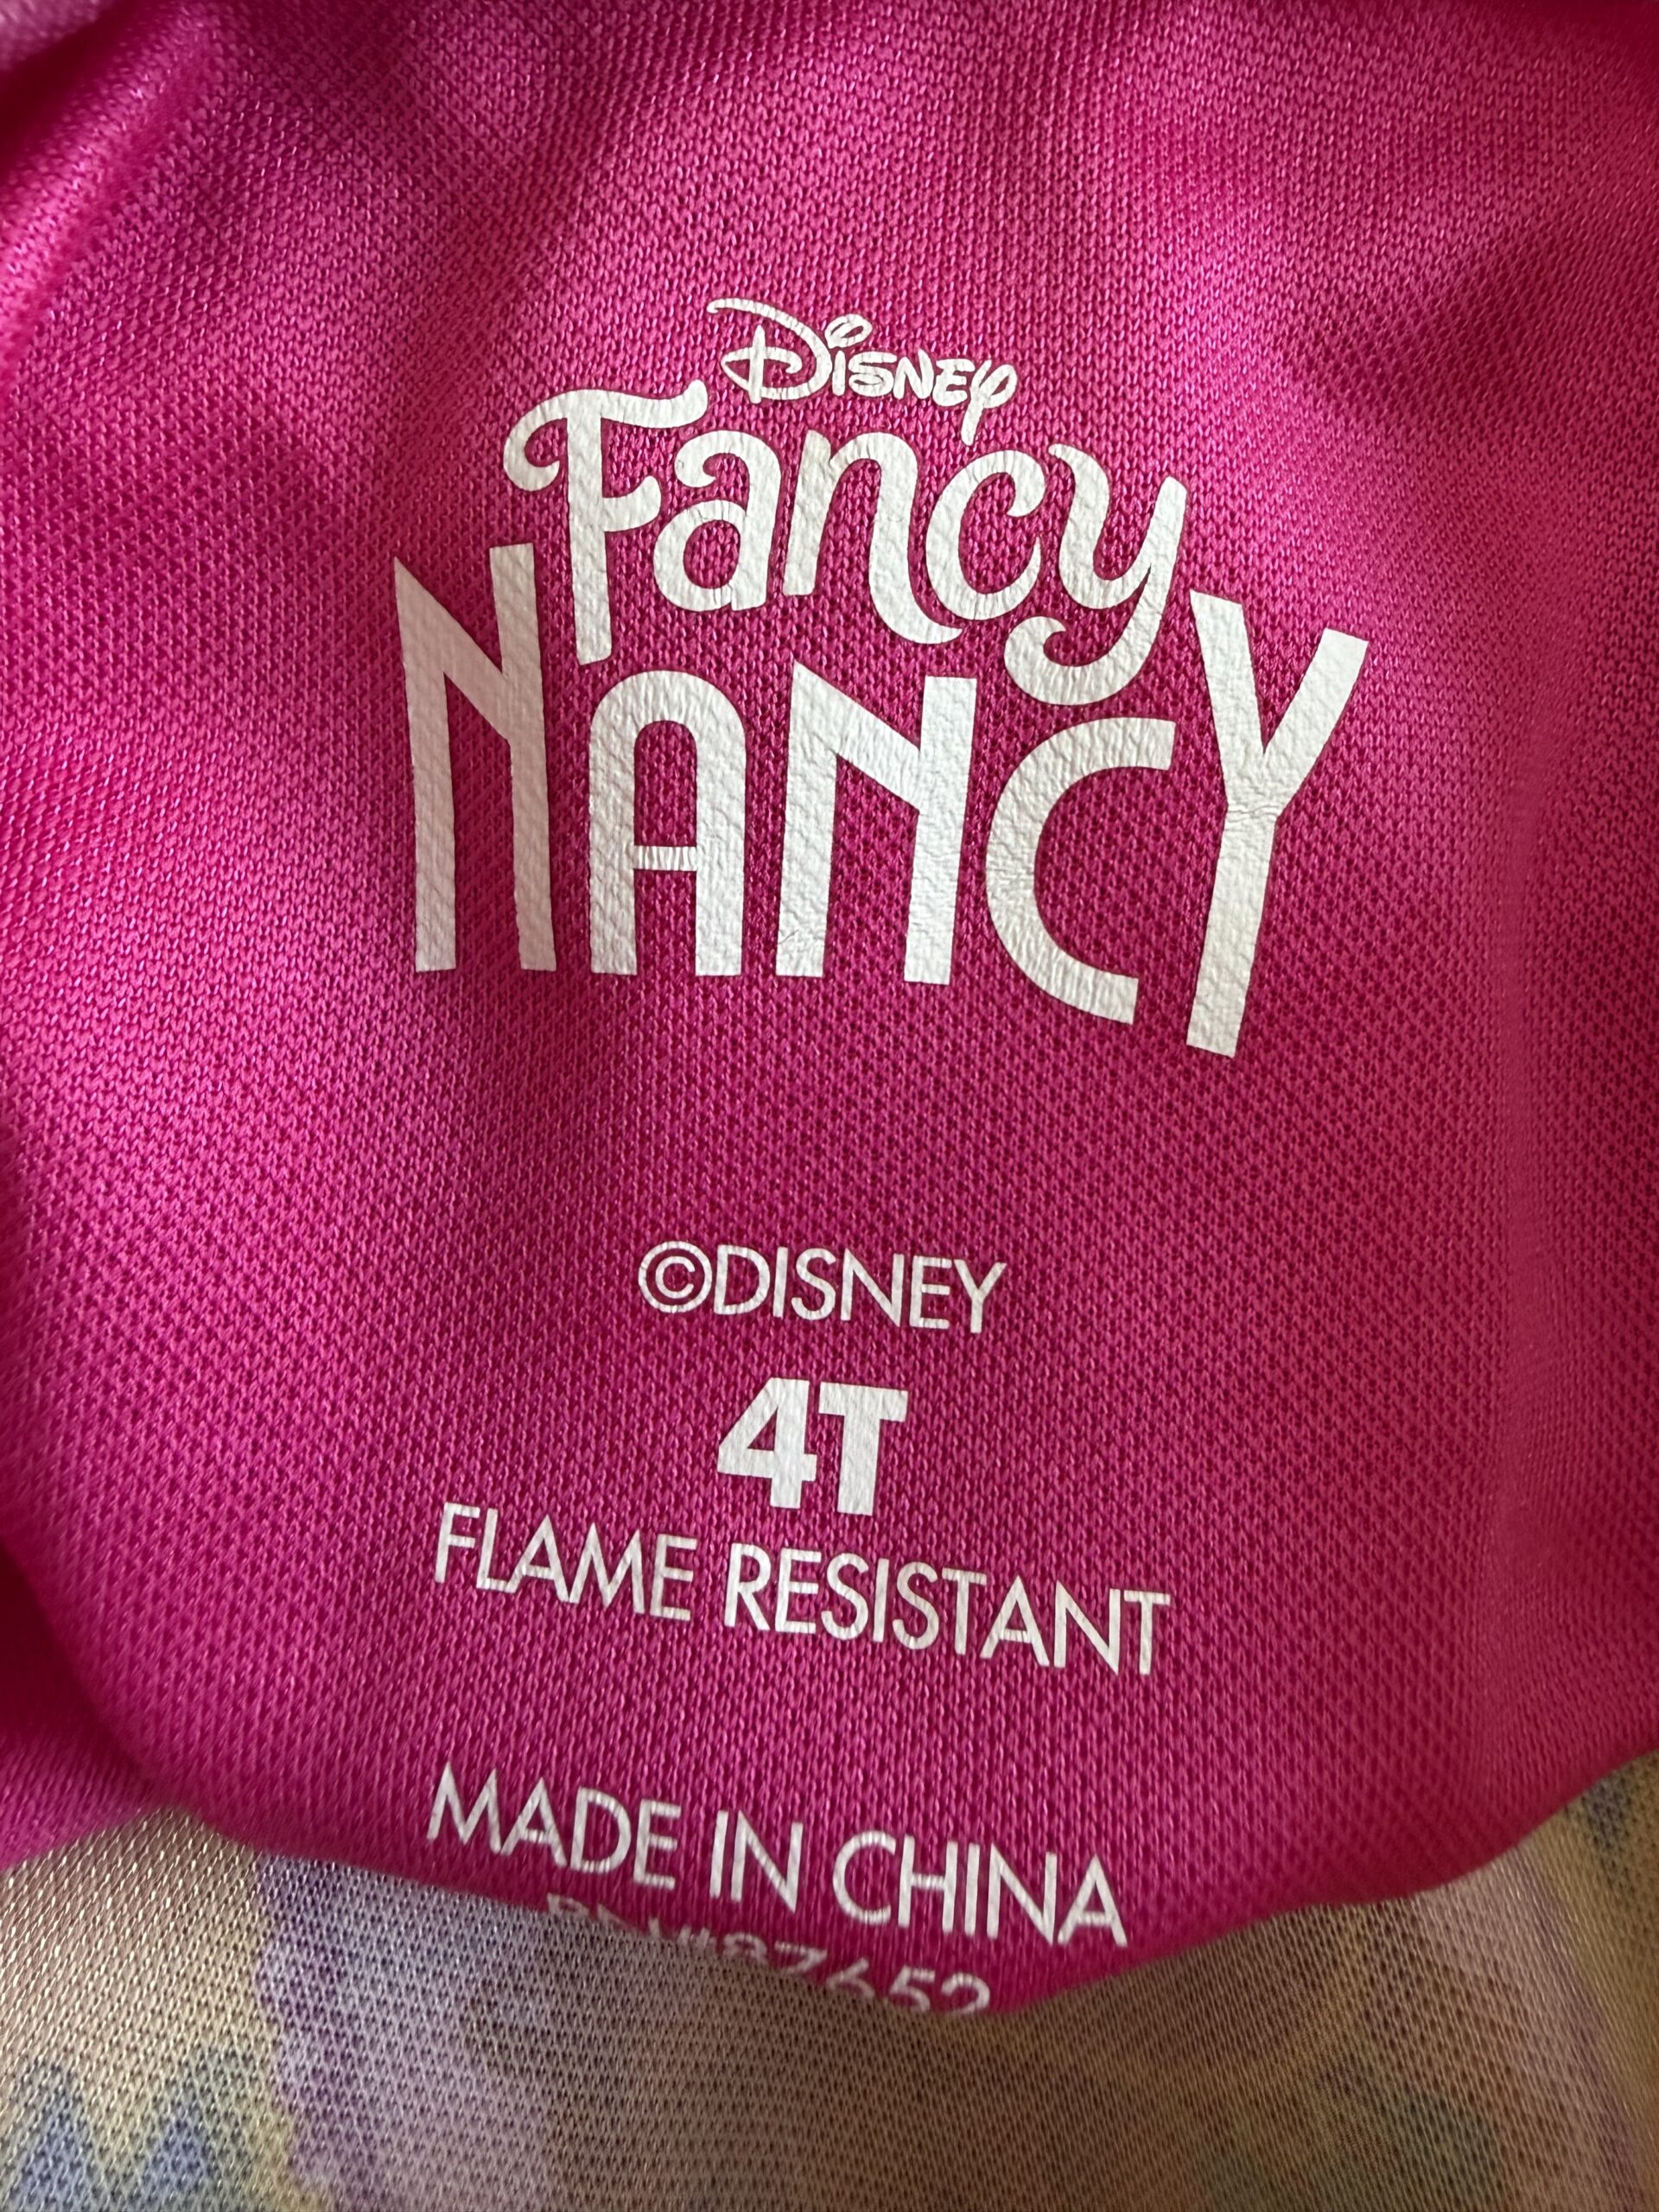 Disney
Fancy
NANCY
©DISNEY
4T
FLAME RESISTANT
MADE IN CHINA